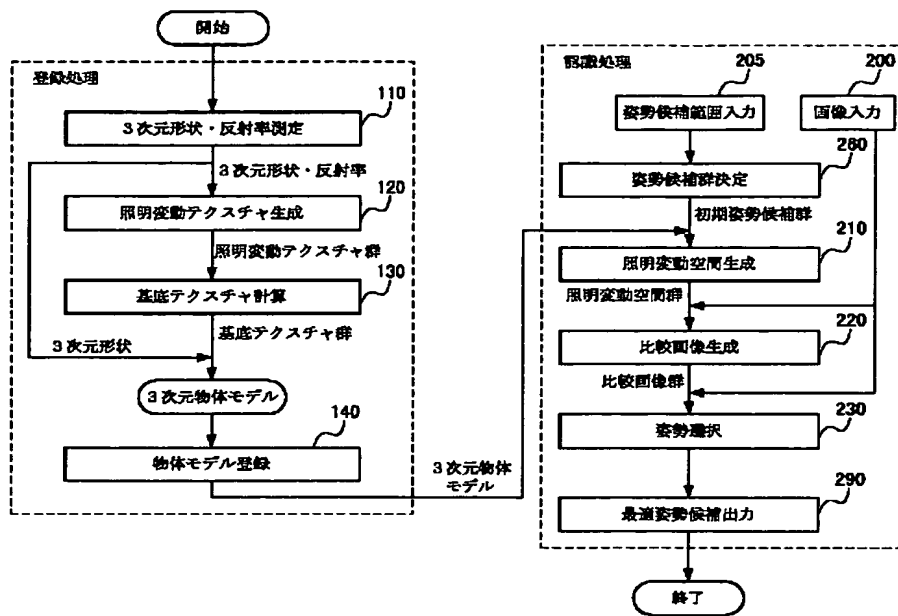 開始
登録処理
110
3次元形状・反射率測定
3次元形状・反射率
120
照明変動テクスチャ生成
照明変動テクスチャ群
130
基底テクスチャ計算
基底テクスチャ群
3次元形状
3次元物体モデル
140
物体モデル登録
3次元物体
モデル
認識処理
205
姿勢候補範囲入力
200
画像入力
280
姿勢候補群決定
初期姿勢候補群
210
照明変動空間生成
照明変動空間群
220
比較画像生成
比較画像群
230
姿勢選択
290
最適姿勢候補出力
終了